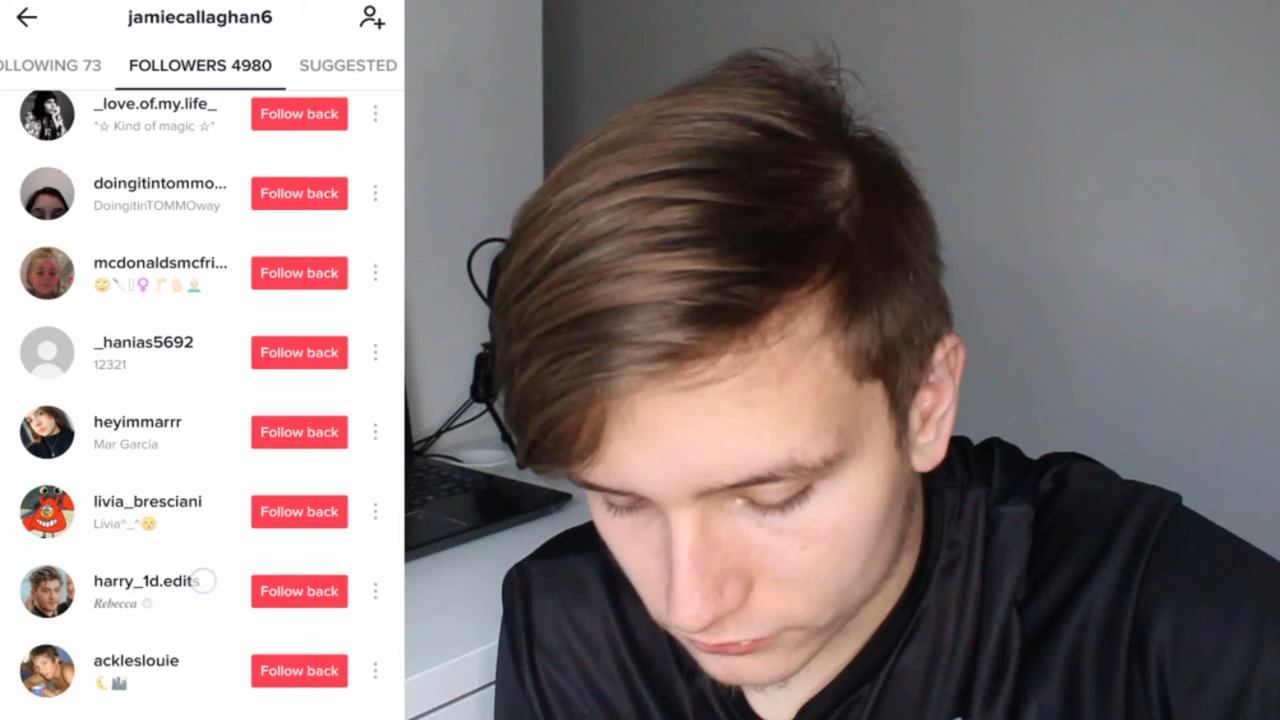 jamiecallaghan6
OLLOWING 73 FOLLOWERS 4980 SUGGESTED
_love.of.my.life_
"☆ Kind of magic ☆"
Follow back
doingitintommo...
DoingitinTOMMOway
Follow back
mcdonaldsmcfri...
Follow back
_hanias5692
12321
Follow back
heyimmarrr
Mar García
Follow back
livia_bresciani
Lívia^_^😚
Follow back
harry_1d.edits
Rebecca
Follow back
ackleslouie
Follow back